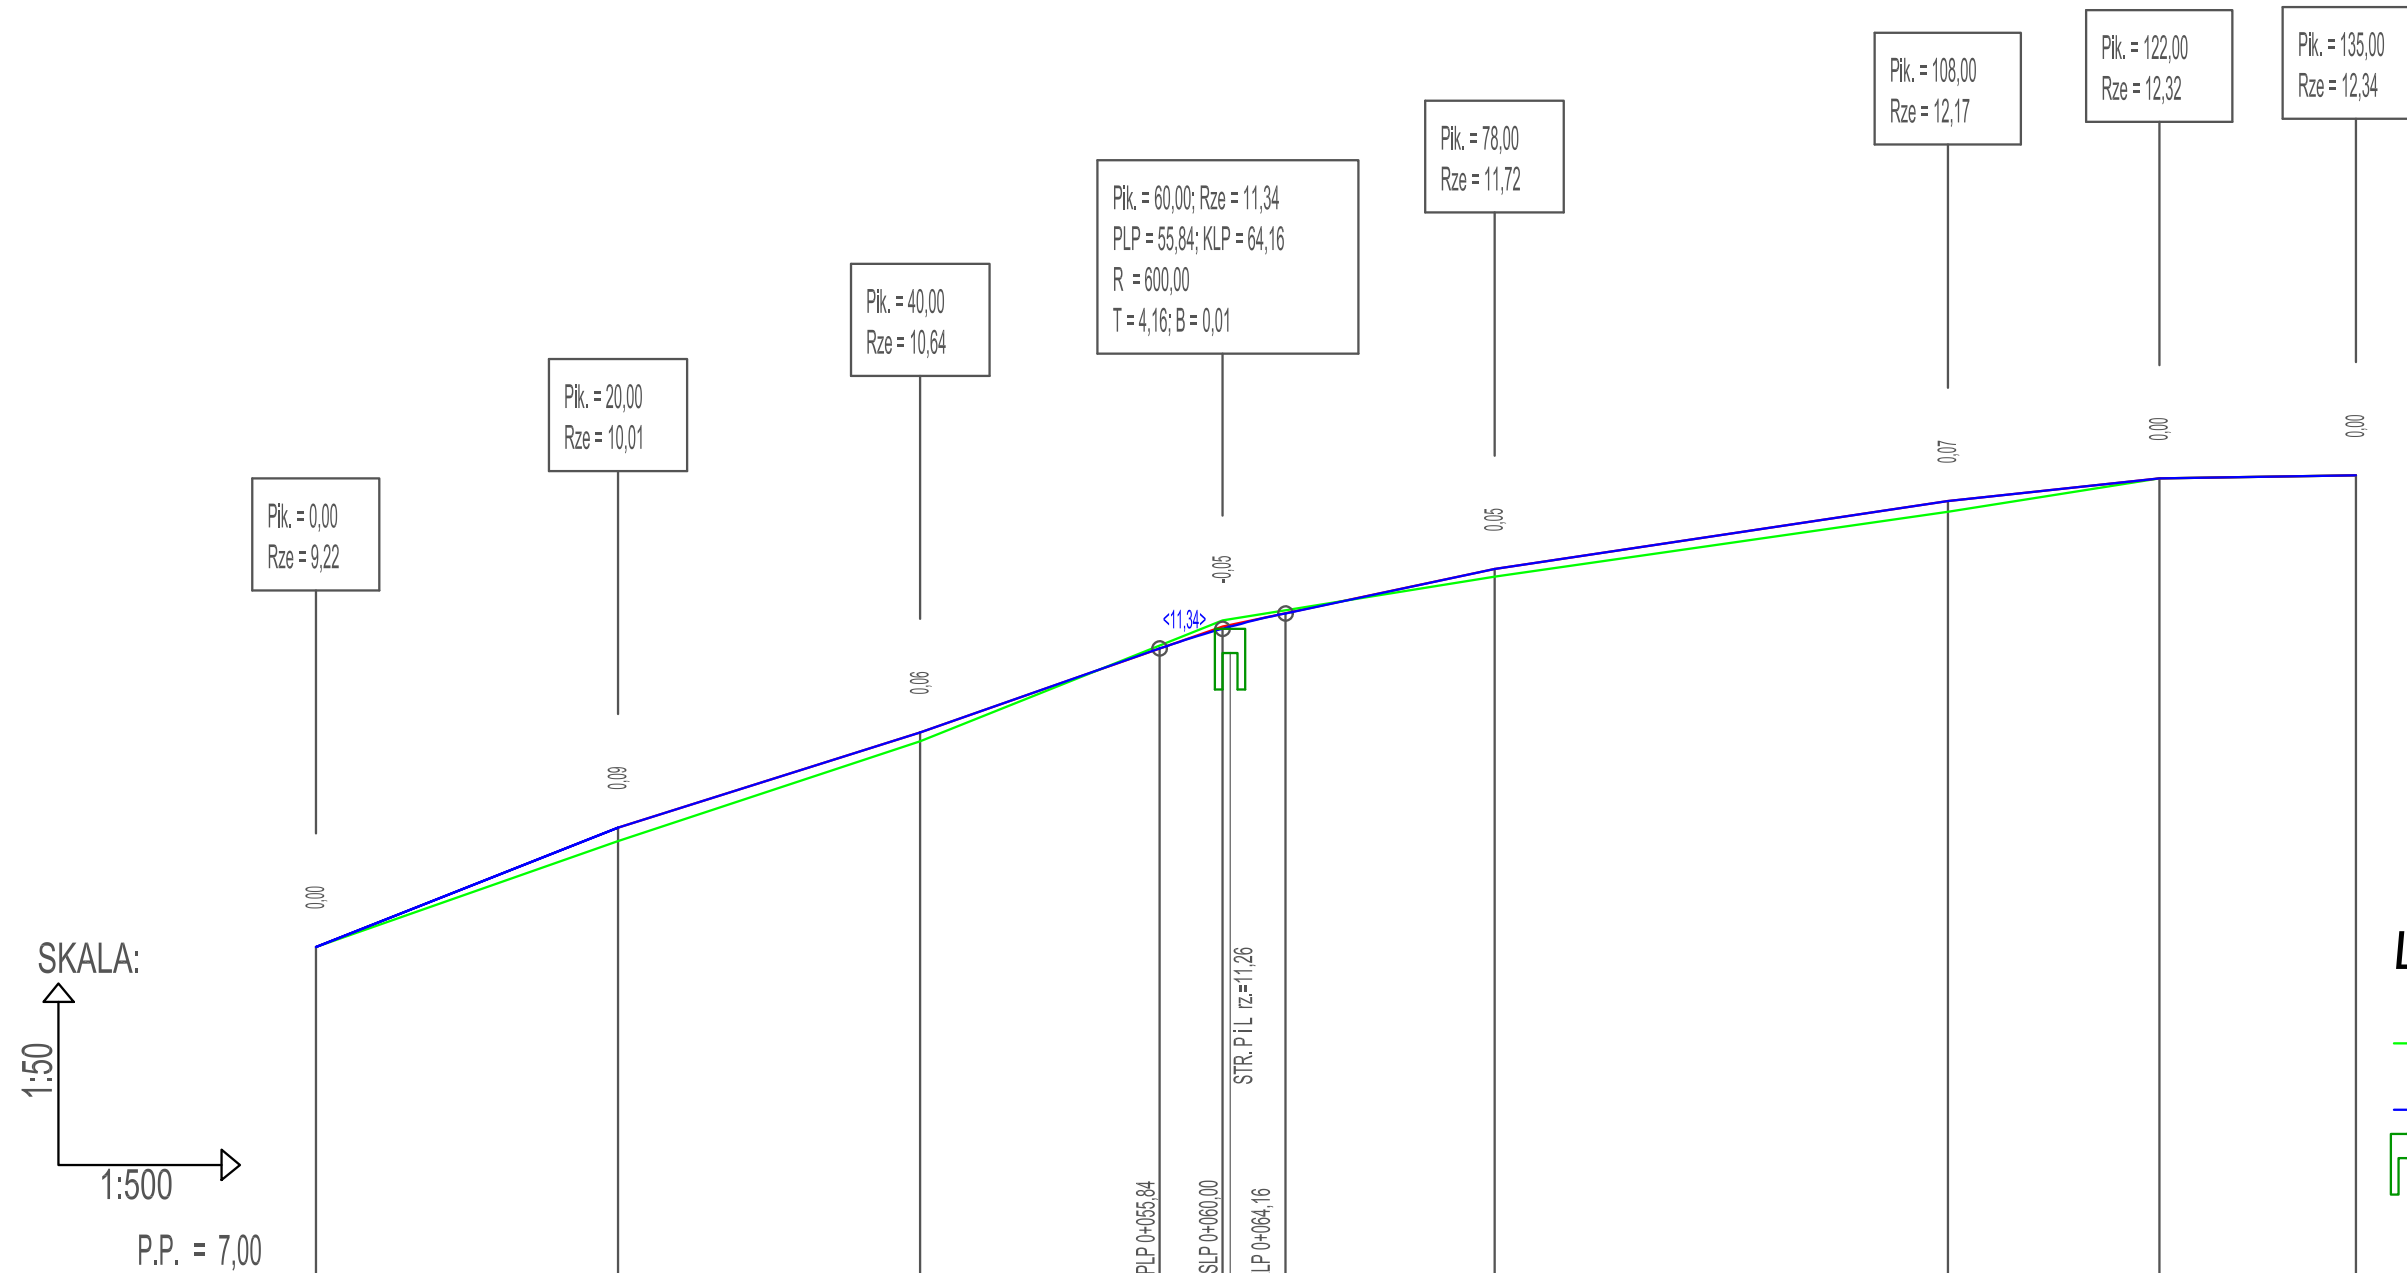 Pik. = 0,00
Rze = 9,22
Pik. = 20,00
Rze = 10,01
Pik. = 40,00
Rze = 10,64
Pik. = 60,00; Rze = 11,34
PLP = 55,84; KLP = 64,16
R = 600,00
T = 4,16; B = 0,01
Pik. = 78,00
Rze = 11,72
Pik. = 108,00
Rze = 12,17
Pik. = 122,00
Rze = 12,32
Pik. = 135,00
Rze = 12,34
0,00
0,09
0,06
-0,05
0,05
0,07
0,00
0,00
<11,34>
SKALA:
1:50
1:500
P.P. = 7,00
PLP 0+055,84
SLP 0+060,00
STR. P i L rz.=11,26
LP 0+064,16
L